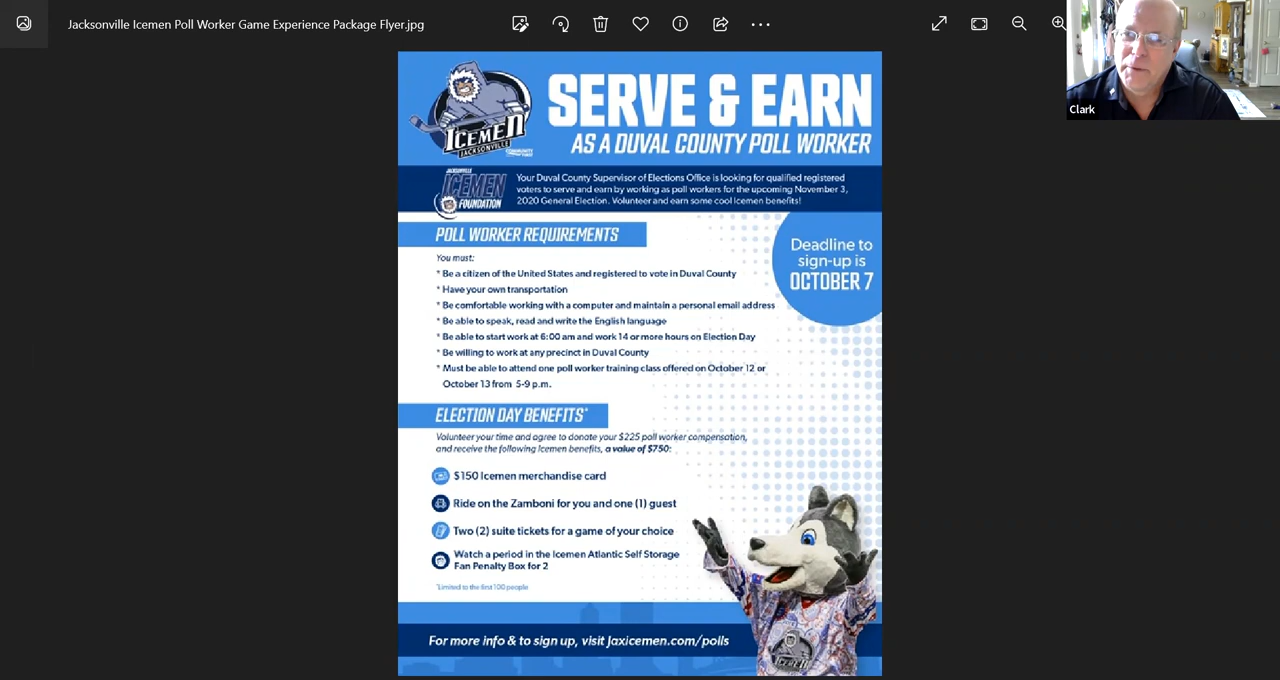 Jacksonville Icemen Poll Worker Game Experience Package Flyer.jpg
Clark
ICEMEN
JACKSONVILLE
SERVE & EARN
AS A DUVAL COUNTY POLL WORKER
JACKSONVILLE
ICEMEN
FOUNDATION
Your Duval County Supervisor of Elections Office is looking for qualified registered
voters to serve and earn by working as poll workers for the upcoming November 3,
2020 General Election. Volunteer and earn some cool Icemen benefits!
POLL WORKER REQUIREMENTS
Deadline to
sign-up is
OCTOBER 7
You must:
* Be a citizen of the United States and registered to vote in Duval County
* Have your own transportation
* Be comfortable working with a computer and maintain a personal email address
* Be able to speak, read and write the English language
* Be able to start work at 6:00 am and work 14 or more hours on Election Day
* Be willing to work at any precinct in Duval County
* Must be able to attend one poll worker training class offered on October 12 or
October 13 from 5-9 p.m.
ELECTION DAY BENEFITS*
Volunteer your time and agree to donate your $225 poll worker compensation,
and receive the following Icemen benefits, a value of $750:
$150 Icemen merchandise card
Ride on the Zamboni for you and one (1) guest
Two (2) suite tickets for a game of your choice
Watch a period in the Icemen Atlantic Self Storage
Fan Penalty Box for 2
*Limited to the first 100 people
ICEMEN
For more info & to sign up, visit Jaxicemen.com/polls